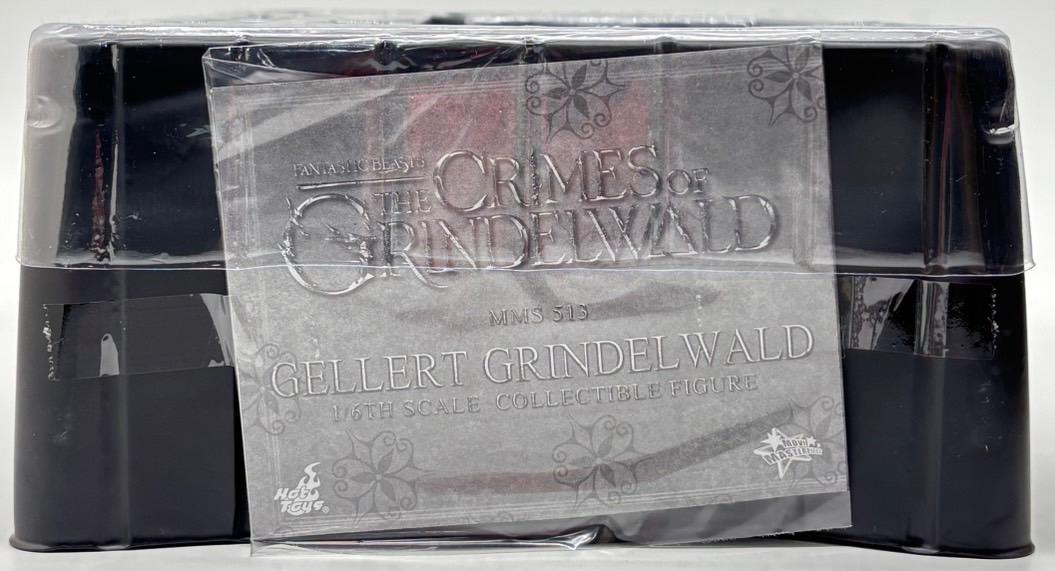 FANTASTIC BEASTS
THE CRIMES OF
GRINDELWALD
MMS 513
GELLERT GRINDELWALD
1/6TH SCALE COLLECTIBLE FIGURE
Hot
Toys®
MOVIE
MASTERPIECE